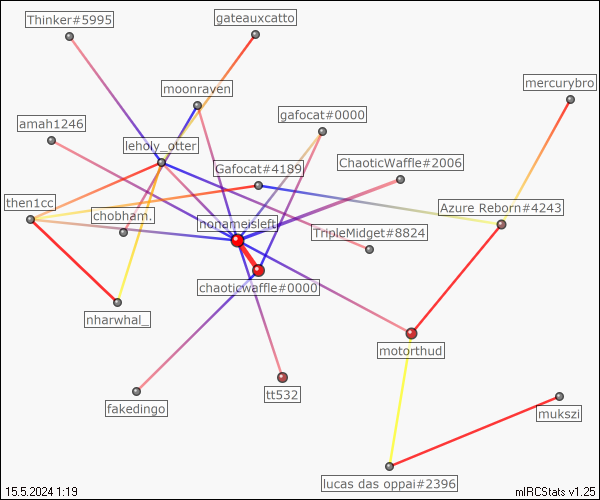 Thinker#5995
gateauxcatto
moonraven
mercurybro
amah1246
gafocat#0000
leholy_otter
Gafocat#4189
ChaoticWaffle#2006
then1cc
chobham.
nonameisleft
Azure Reborn#4243
TripleMidget#8824
chaoticwaffle#0000
nharwhal_
motorthud
tt532
fakedingo
mukszi
lucas das oppai#2396
15.5.2024 1:19
mIRCStats v1.25